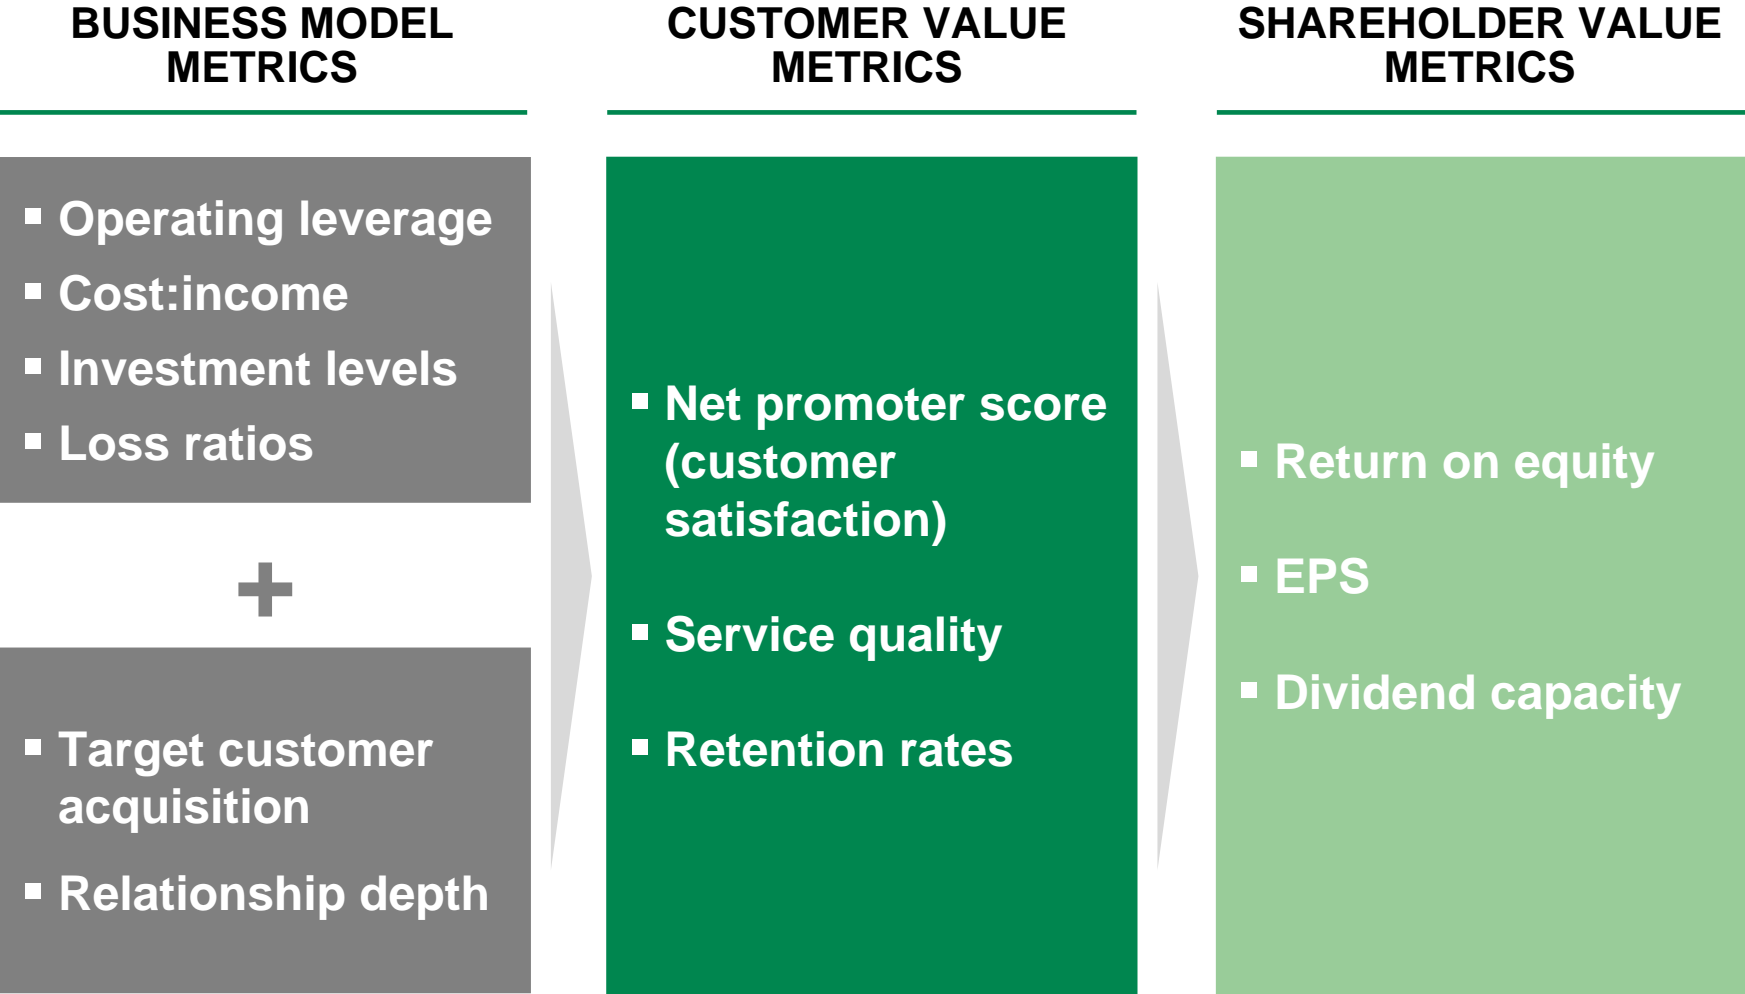 BUSINESS MODEL
METRICS
▪ Operating leverage
▪ Cost:income
▪ Investment levels
▪ Loss ratios
+
▪ Target customer
acquisition
▪ Relationship depth
CUSTOMER VALUE
METRICS
▪ Net promoter score
(customer
satisfaction)
▪ Service quality
▪ Retention rates
SHAREHOLDER VALUE
METRICS
▪ Return on equity
▪ EPS
▪ Dividend capacity